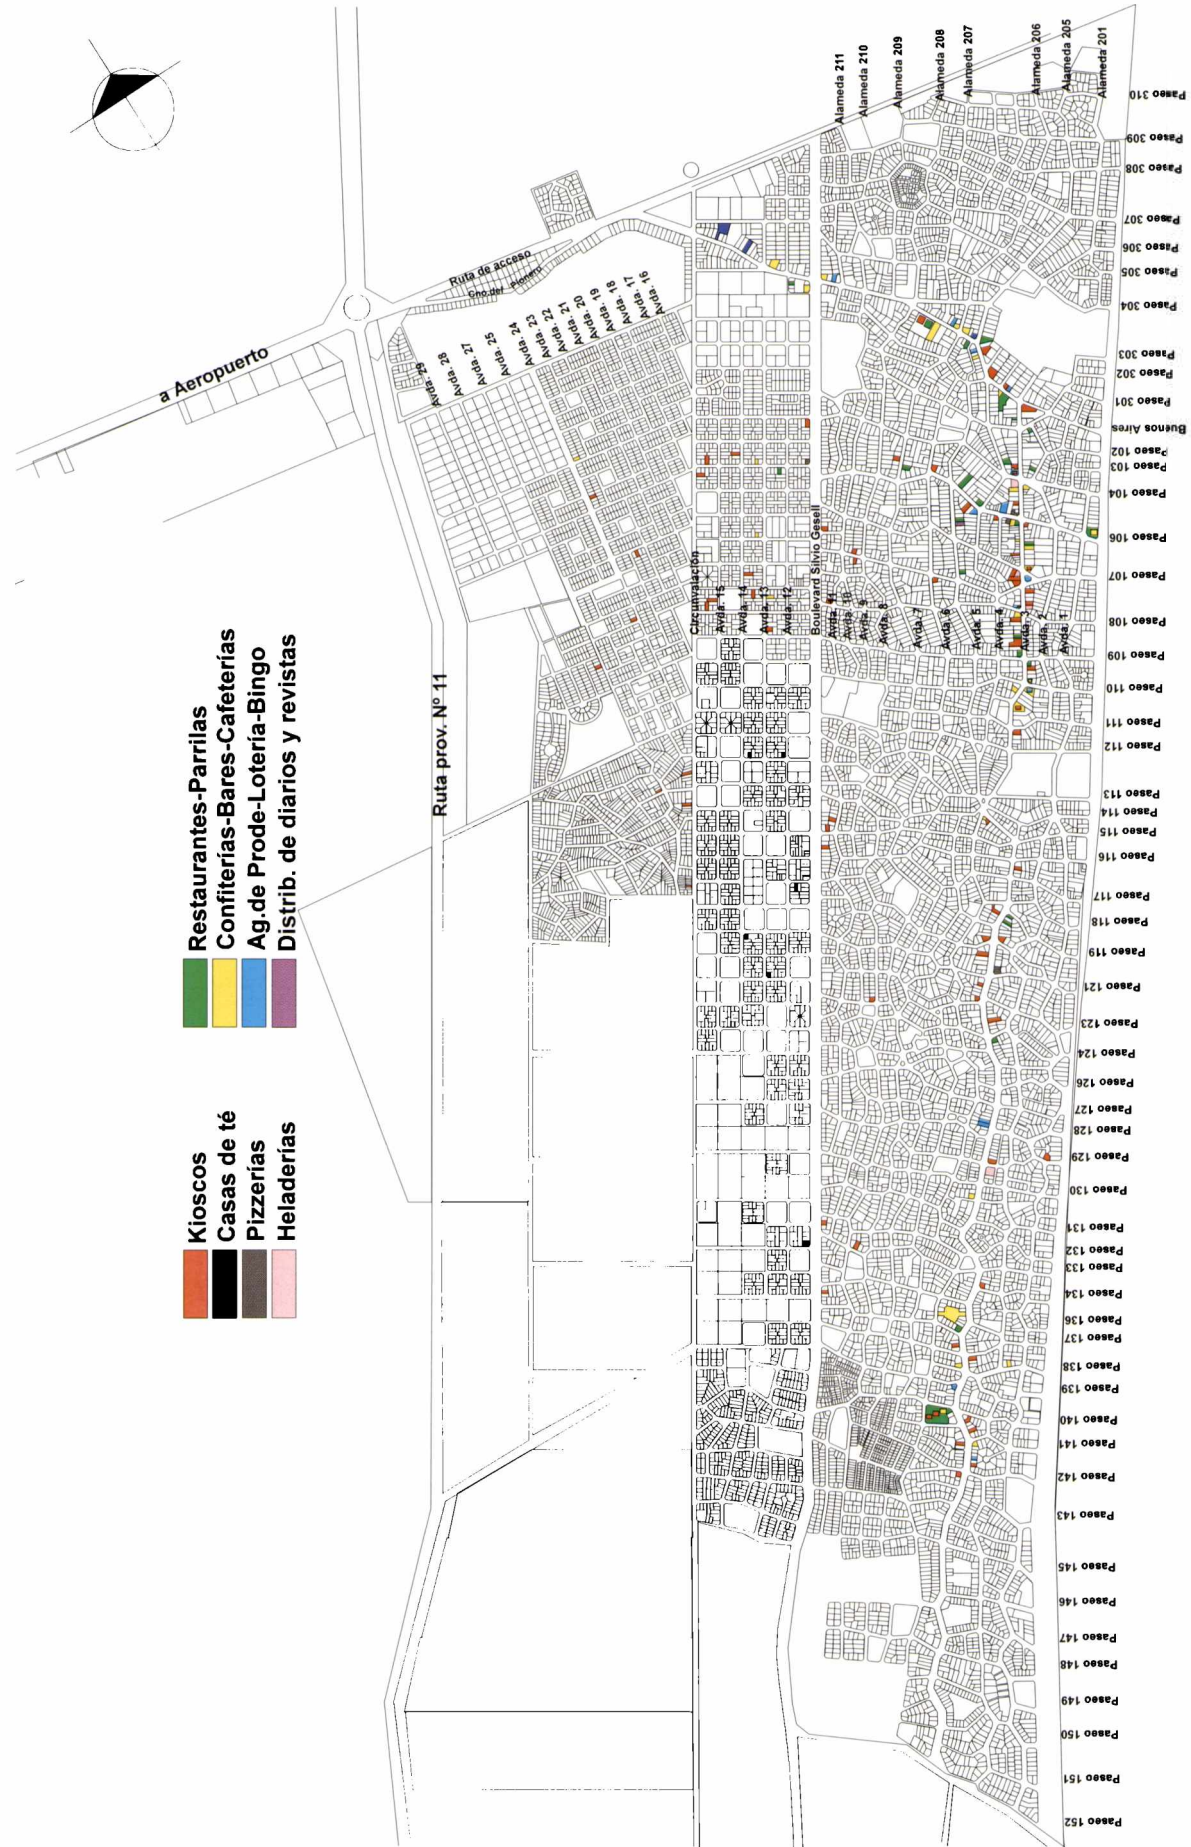 a Aeropuerto
Ruta de acceso
Cno.del Pionero
Avda. 29
Avda. 28
Avda. 27
Avda. 25
Avda. 24
Avda. 23
Avda. 22
Avda. 21
Avda. 20
Avda. 19
Avda. 18
Avda. 17
Avda. 16
Alameda 211
Alameda 210
Alameda 209
Alameda 208
Alameda 207
Alameda 206
Alameda 205
Alameda 201
Ruta prov. Nº 11
Restaurantes-Parrilas
Confiterías-Bares-Cafeterías
Ag.de Prode-Lotería-Bingo
Distrib. de diarios y revistas
Kioscos
Casas de té
Pizzerías
Heladerías
Circunvalación
Avda. 15
Avda. 14
Avda. 13
Avda. 12
Boulevard Silvio Gesell
Avda. 11
Avda. 10
Avda. 9
Avda. 8
Avda. 7
Avda. 6
Avda. 5
Avda. 4
Avda. 3
Avda. 2
Avda. 1
Paseo 310
Paseo 309
Paseo 308
Paseo 307
Paseo 306
Paseo 305
Paseo 304
Paseo 303
Paseo 302
Paseo 301
Buenos Aires
Paseo 102
Paseo 103
Paseo 104
Paseo 106
Paseo 107
Paseo 108
Paseo 109
Paseo 110
Paseo 111
Paseo 112
Paseo 113
Paseo 114
Paseo 115
Paseo 116
Paseo 117
Paseo 118
Paseo 119
Paseo 121
Paseo 123
Paseo 124
Paseo 126
Paseo 127
Paseo 128
Paseo 129
Paseo 130
Paseo 131
Paseo 132
Paseo 133
Paseo 134
Paseo 136
Paseo 137
Paseo 138
Paseo 139
Paseo 140
Paseo 141
Paseo 142
Paseo 143
Paseo 145
Paseo 146
Paseo 147
Paseo 148
Paseo 149
Paseo 150
Paseo 151
Paseo 152